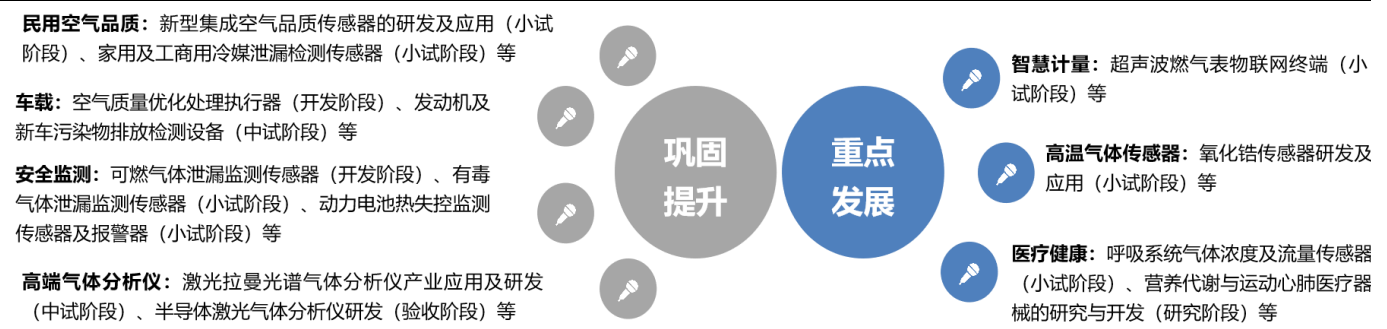 民用空气品质：新型集成空气品质传感器的研发及应用（小试
阶段）、家用及工商用冷媒泄漏检测传感器（小试阶段）等
车载：空气质量优化处理执行器（开发阶段）、发动机及
新车污染物排放检测设备（中试阶段）等
安全监测：可燃气体泄漏监测传感器（开发阶段）、有毒
气体泄漏监测传感器（小试阶段）、动力电池热失控监测
传感器及报警器（小试阶段）等
高端气体分析仪：激光拉曼光谱气体分析仪产业应用及研发
（中试阶段）、半导体激光气体分析仪研发（验收阶段）等
巩固
提升
重点
发展
智慧计量：超声波燃气表物联网终端（小
试阶段）等
高温气体传感器：氧化锆传感器研发及
应用（小试阶段）等
医疗健康：呼吸系统气体浓度及流量传感器
（小试阶段）、营养代谢与运动心肺医疗器
械的研究与开发（研究阶段）等